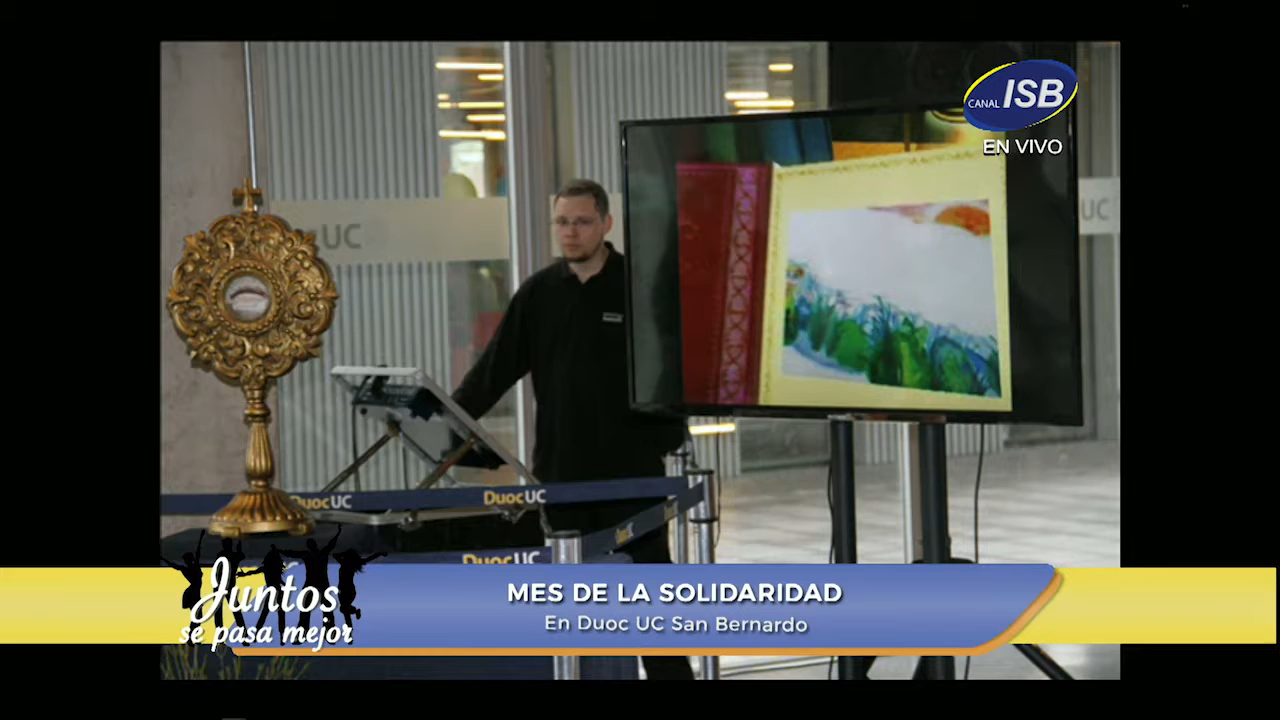 CANAL ISB
EN VIVO
UC
UC
DuocUC
DuocUC
DuocUC
Juntos
se pasa mejor
MES DE LA SOLIDARIDAD
En Duoc UC San Bernardo